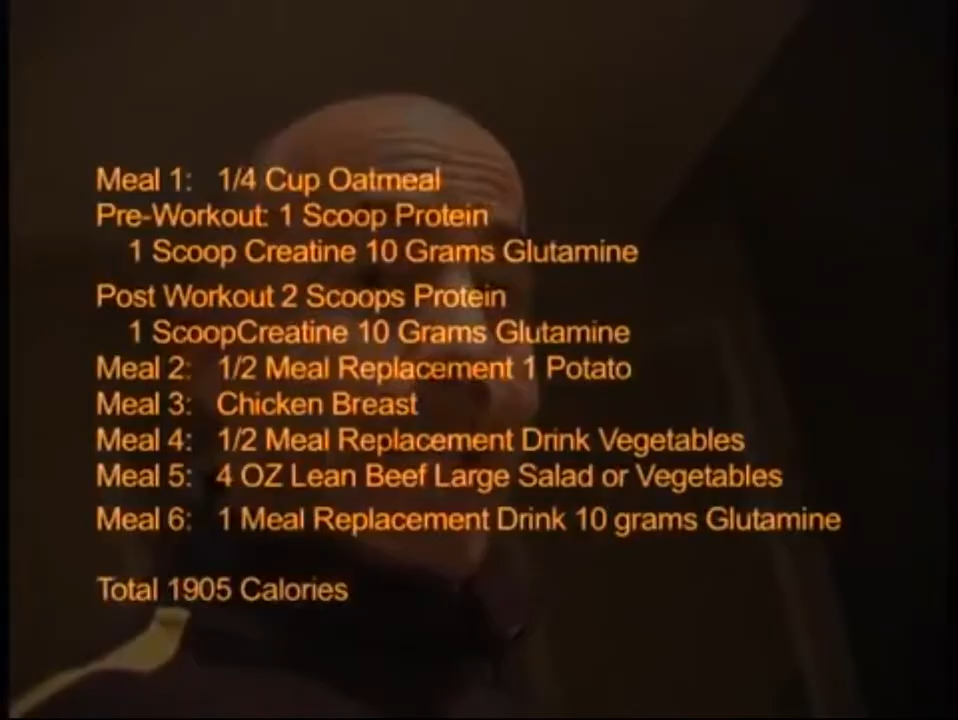 Meal 1: 1/4 Cup Oatmeal
Pre-Workout: 1 Scoop Protein
1 Scoop Creatine 10 Grams Glutamine
Post Workout 2 Scoops Protein
1 ScoopCreatine 10 Grams Glutamine
Meal 2: 1/2 Meal Replacement 1 Potato
Meal 3: Chicken Breast
Meal 4: 1/2 Meal Replacement Drink Vegetables
Meal 5: 4 OZ Lean Beef Large Salad or Vegetables
Meal 6: 1 Meal Replacement Drink 10 grams Glutamine
Total 1905 Calories